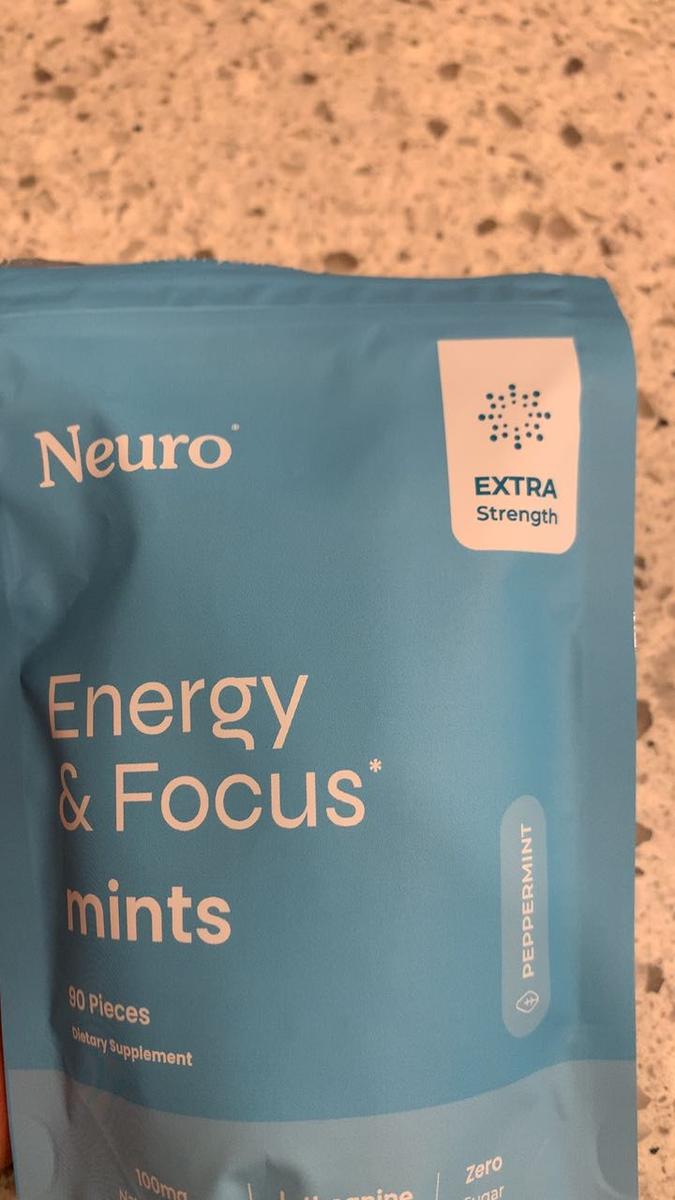 Neuro®
EXTRA
Strength
Energy
& Focus*
mints
PEPPERMINT
90 Pieces
Dietary Supplement
100mg
Zero